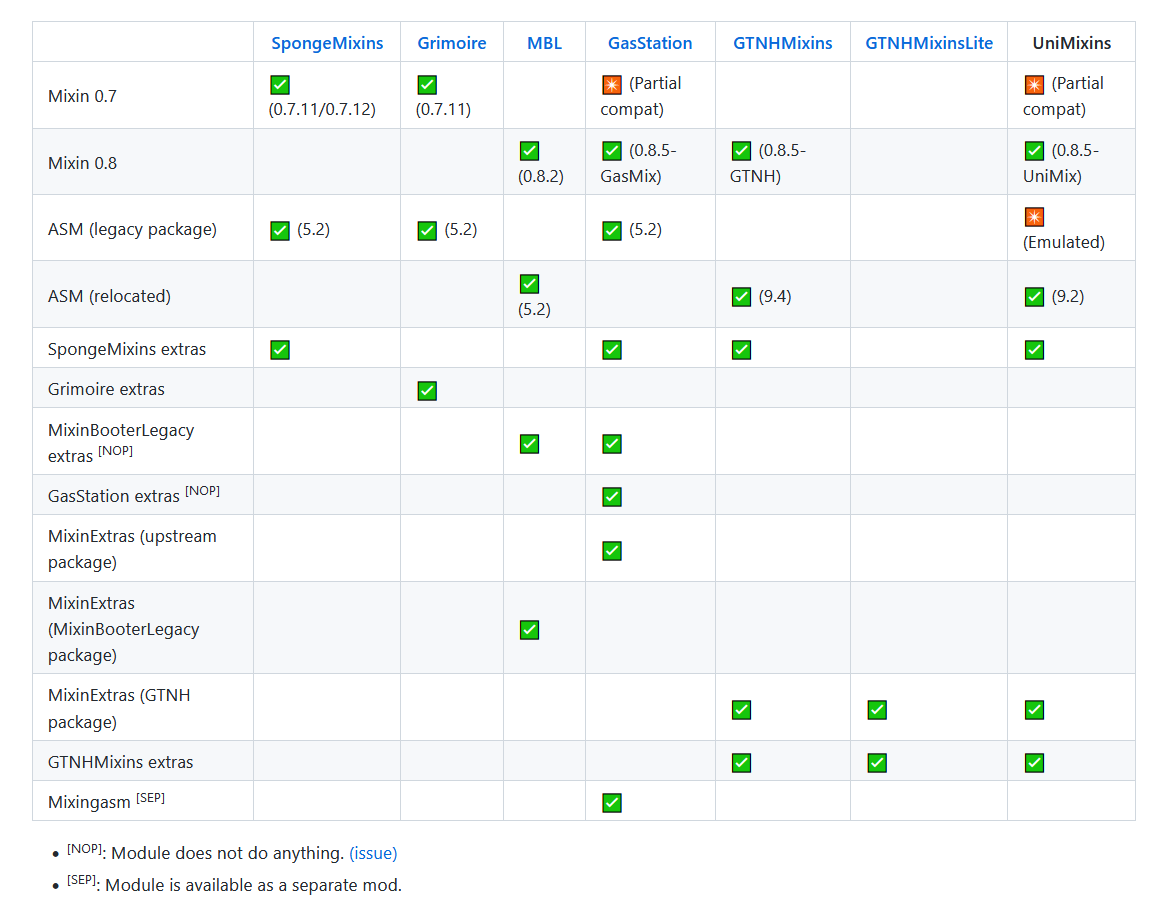 SpongeMixins Grimoire MBL GasStation GTNHMixins GTNHMixinsLite UniMixins
Mixin 0.7 ✅ (0.7.11/0.7.12) ✅ (0.7.11) 💥 (Partial compat) 💥 (Partial compat)
Mixin 0.8 ✅ (0.8.2) ✅ (0.8.5-GasMix) ✅ (0.8.5-GTNH) ✅ (0.8.5-UniMix)
ASM (legacy package) ✅ (5.2) ✅ (5.2) ✅ (5.2) 💥 (Emulated)
ASM (relocated) ✅ (5.2) ✅ (9.4) ✅ (9.2)
SpongeMixins extras ✅ ✅ ✅ ✅
Grimoire extras ✅
MixinBooterLegacy extras [NOP] ✅ ✅
GasStation extras [NOP] ✅
MixinExtras (upstream package) ✅
MixinExtras (MixinBooterLegacy package) ✅
MixinExtras (GTNH package) ✅ ✅ ✅
GTNHMixins extras ✅ ✅ ✅
Mixingasm [SEP] ✅
• [NOP]: Module does not do anything. (issue)
• [SEP]: Module is available as a separate mod.